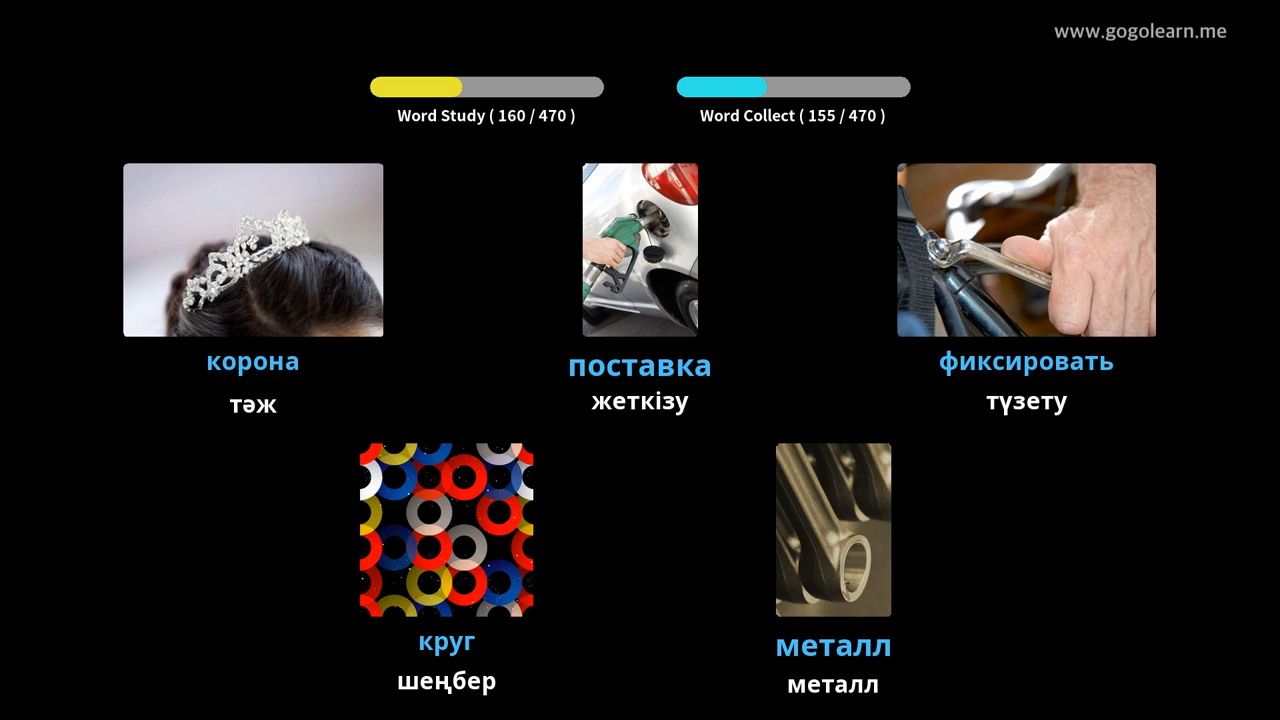 www.gogolearn.me
Word Study ( 160 / 470 )
Word Collect ( 155 / 470 )
корона
поставка
фиксировать
тәж
жеткізу
түзету
круг
металл
шеңбер
металл